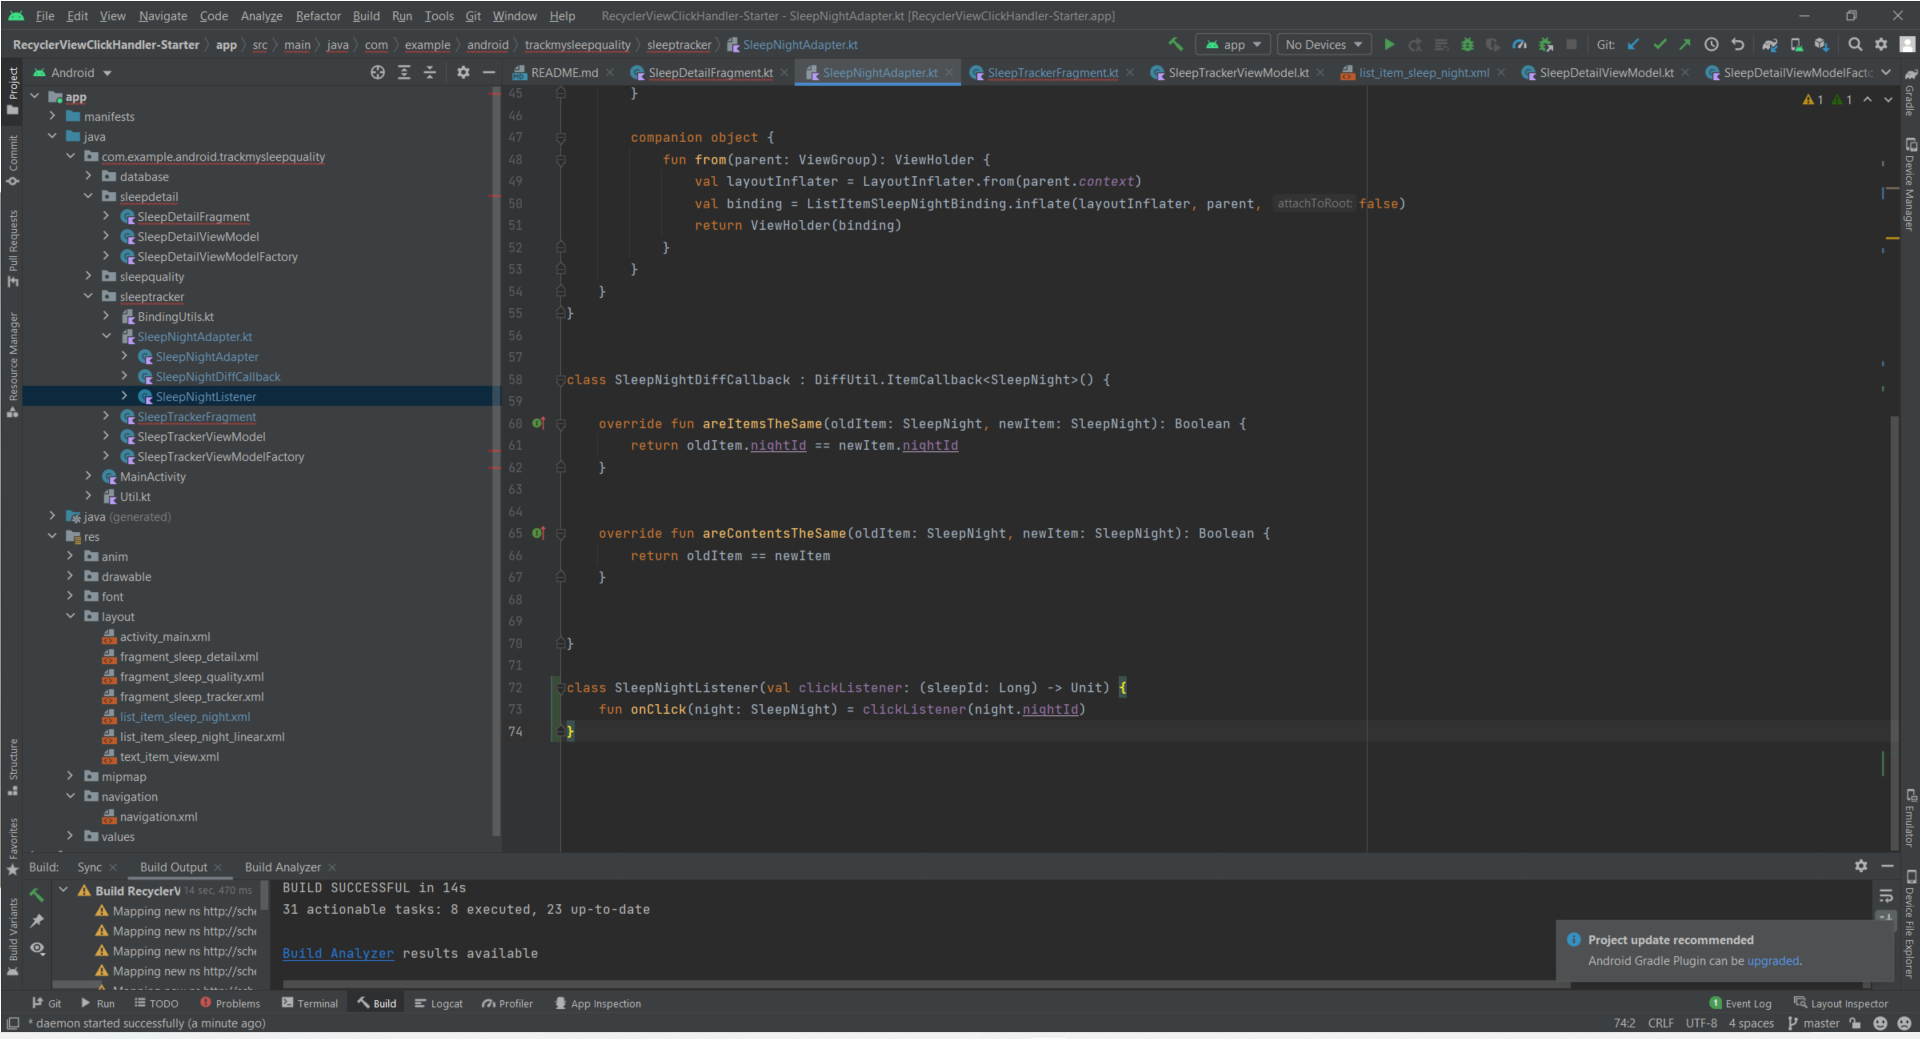 File Edit View Navigate Code Analyze Refactor Build Run Tools Git Window Help RecyclerViewClickHandler-Starter - SleepNightAdapter.kt [RecyclerViewClickHandler-Starter.app]
RecyclerViewClickHandler-Starter app src main java com example android trackmysleepquality sleeptracker SleepNightAdapter.kt app No Devices Git:
Android README.md SleepDetailFragment.kt SleepNightAdapter.kt SleepTrackerFragment.kt SleepTrackerViewModel.kt list_item_sleep_night.xml SleepDetailViewModel.kt SleepDetailViewModelFact
Project
Commit
Pull Requests
Resource Manager
Structure
Favorites
Build Variants
app
manifests
java
com.example.android.trackmysleepquality
database
sleepdetail
SleepDetailFragment
SleepDetailViewModel
SleepDetailViewModelFactory
sleepquality
sleeptracker
BindingUtils.kt
SleepNightAdapter.kt
SleepNightAdapter
SleepNightDiffCallback
SleepNightListener
SleepTrackerFragment
SleepTrackerViewModel
SleepTrackerViewModelFactory
MainActivity
Util.kt
java (generated)
res
anim
drawable
font
layout
activity_main.xml
fragment_sleep_detail.xml
fragment_sleep_quality.xml
fragment_sleep_tracker.xml
list_item_sleep_night.xml
list_item_sleep_night_linear.xml
text_item_view.xml
mipmap
navigation
navigation.xml
values
1 1
45 }
46
47 companion object {
48 fun from(parent: ViewGroup): ViewHolder {
49 val layoutInflater = LayoutInflater.from(parent.context)
50 val binding = ListItemSleepNightBinding.inflate(layoutInflater, parent, attachToRoot: false)
51 return ViewHolder(binding)
52 }
53 }
54 }
55 }
56
57
58 class SleepNightDiffCallback : DiffUtil.ItemCallback<SleepNight>() {
59
60 override fun areItemsTheSame(oldItem: SleepNight, newItem: SleepNight): Boolean {
61 return oldItem.nightId == newItem.nightId
62 }
63
64
65 override fun areContentsTheSame(oldItem: SleepNight, newItem: SleepNight): Boolean {
66 return oldItem == newItem
67 }
68
69
70 }
71
72 class SleepNightListener(val clickListener: (sleepId: Long) -> Unit) {
73 fun onClick(night: SleepNight) = clickListener(night.nightId)
74 }
Gradle
Device Manager
Emulator
Device File Explorer
Build: Sync Build Output Build Analyzer
Build RecyclerV 14 sec, 470 ms
Mapping new ns http://sche
Mapping new ns http://sche
Mapping new ns http://sche
Mapping new ns http://sche
BUILD SUCCESSFUL in 14s
31 actionable tasks: 8 executed, 23 up-to-date
Build Analyzer results available
Project update recommended
Android Gradle Plugin can be upgraded.
Git Run TODO Problems Terminal Build Logcat Profiler App Inspection 1 Event Log Layout Inspector
* daemon started successfully (a minute ago) 74:2 CRLF UTF-8 4 spaces master